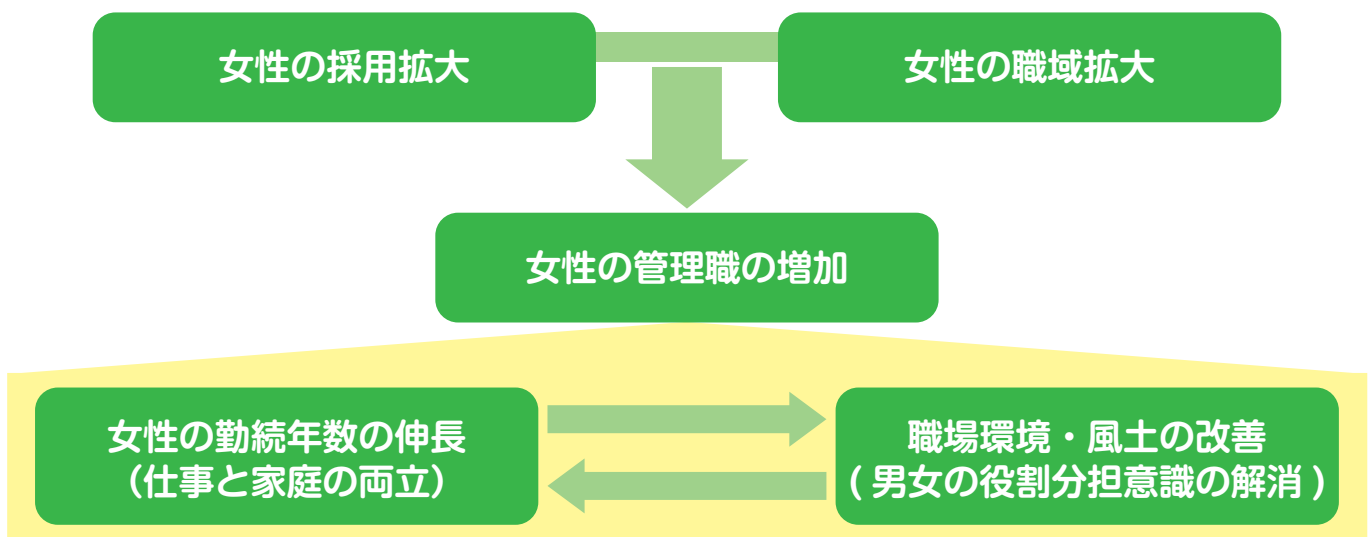 女性の採用拡大
女性の職域拡大
女性の管理職の増加
女性の勤続年数の伸長
（仕事と家庭の両立）
職場環境・風土の改善
( 男女の役割分担意識の解消 )